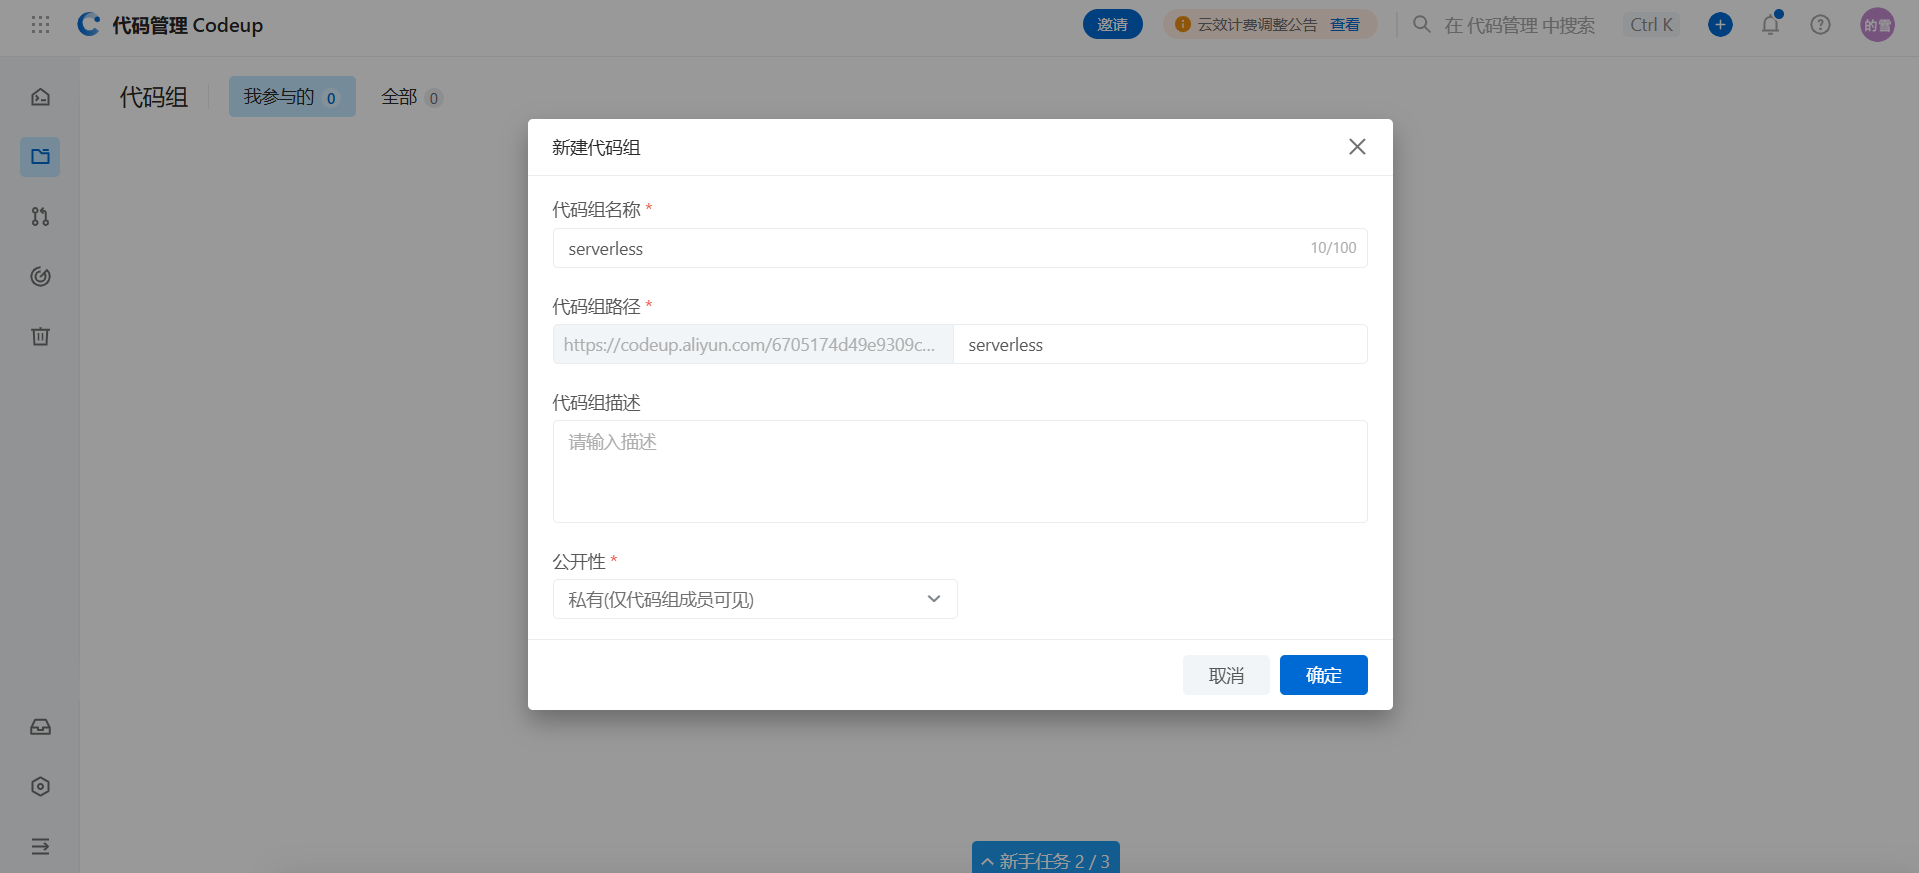 代码管理 Codeup
邀请
云效计费调整公告 查看
在 代码管理 中搜索
Ctrl K
的雪
代码组
我参与的 0
全部 0
新建代码组
代码组名称 *
serverless
10/100
代码组路径 *
https://codeup.aliyun.com/6705174d49e9309c...
serverless
代码组描述
请输入描述
公开性 *
私有(仅代码组成员可见)
取消
确定
新手任务 2 / 3